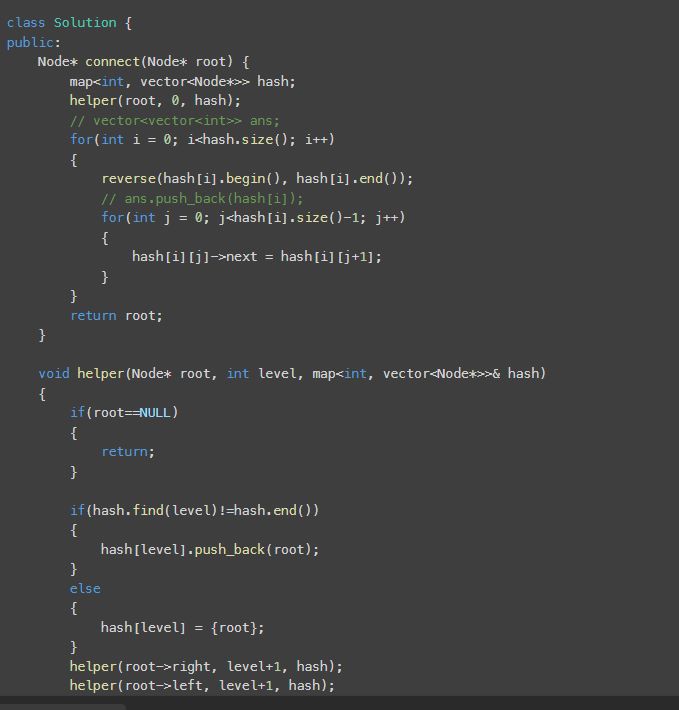 class Solution {
public:
    Node* connect(Node* root) {
        map<int, vector<Node*>> hash;
        helper(root, 0, hash);
        // vector<vector<int>> ans;
        for(int i = 0; i<hash.size(); i++)
        {
            reverse(hash[i].begin(), hash[i].end());
            // ans.push_back(hash[i]);
            for(int j = 0; j<hash[i].size()-1; j++)
            {
                hash[i][j]->next = hash[i][j+1];
            }
        }
        return root;
    }

    void helper(Node* root, int level, map<int, vector<Node*>>& hash)
    {
        if(root==NULL)
        {
            return;
        }

        if(hash.find(level)!=hash.end())
        {
            hash[level].push_back(root);
        }
        else
        {
            hash[level] = {root};
        }
        helper(root->right, level+1, hash);
        helper(root->left, level+1, hash);